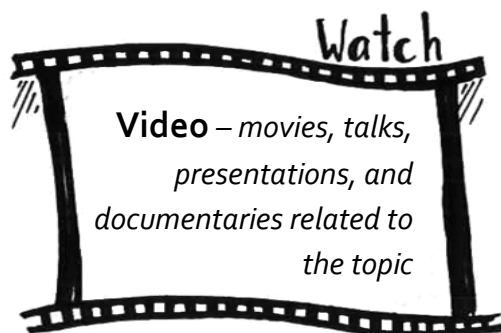 Watch
Video – movies, talks,
presentations, and
documentaries related to
the topic